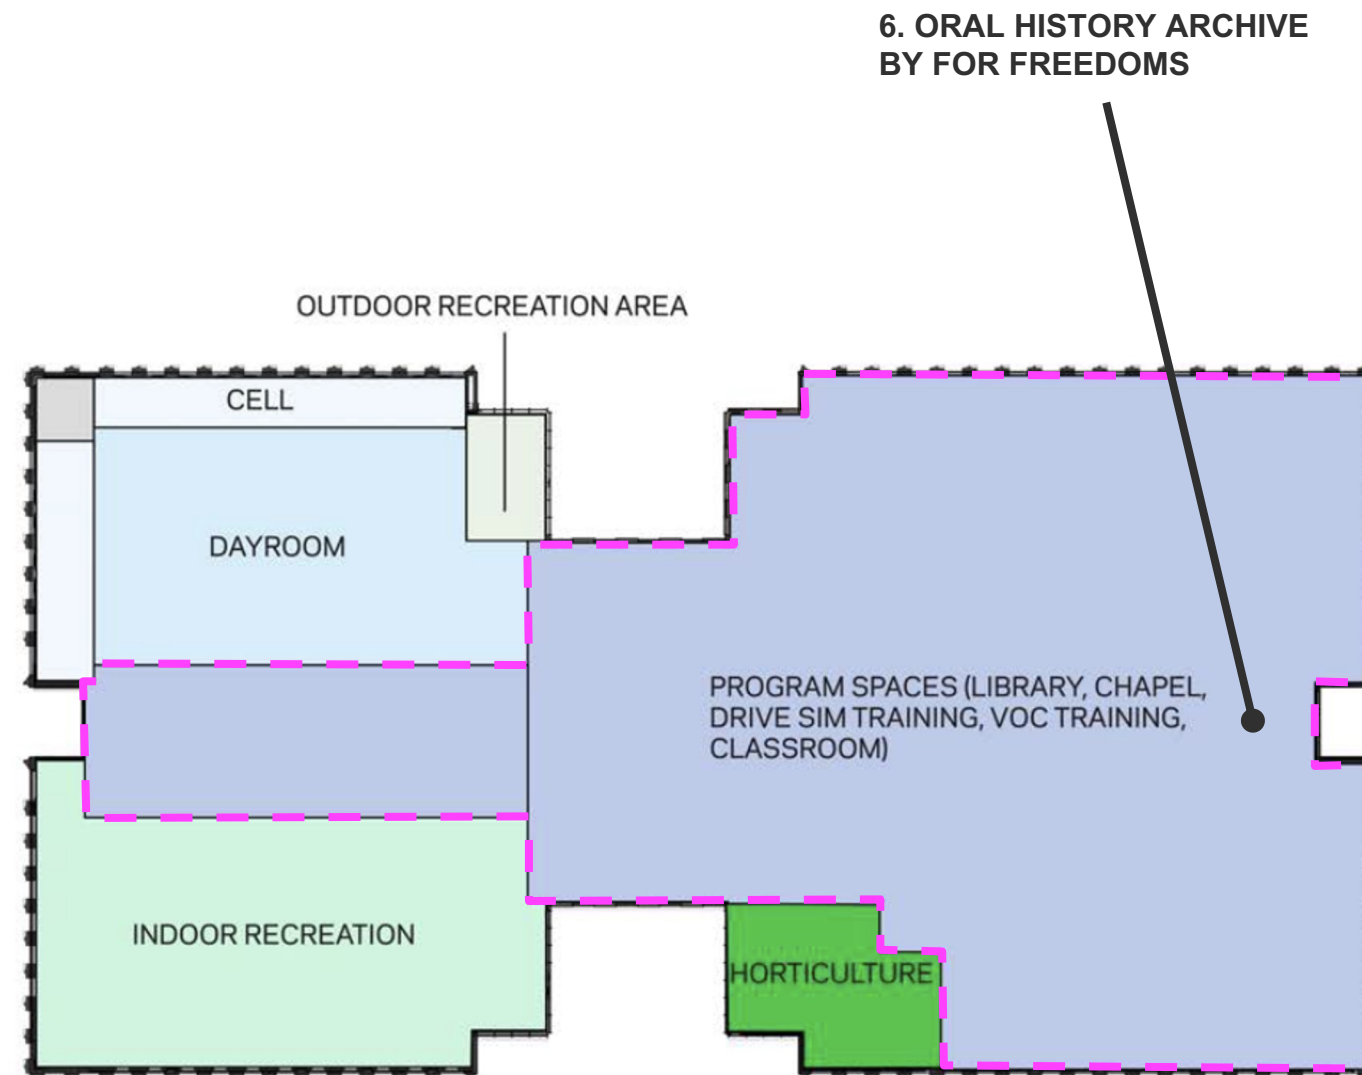 6. ORAL HISTORY ARCHIVE
BY FOR FREEDOMS
OUTDOOR RECREATION AREA
CELL
DAYROOM
PROGRAM SPACES (LIBRARY, CHAPEL,
DRIVE SIM TRAINING, VOC TRAINING,
CLASSROOM)
INDOOR RECREATION
HORTICULTURE